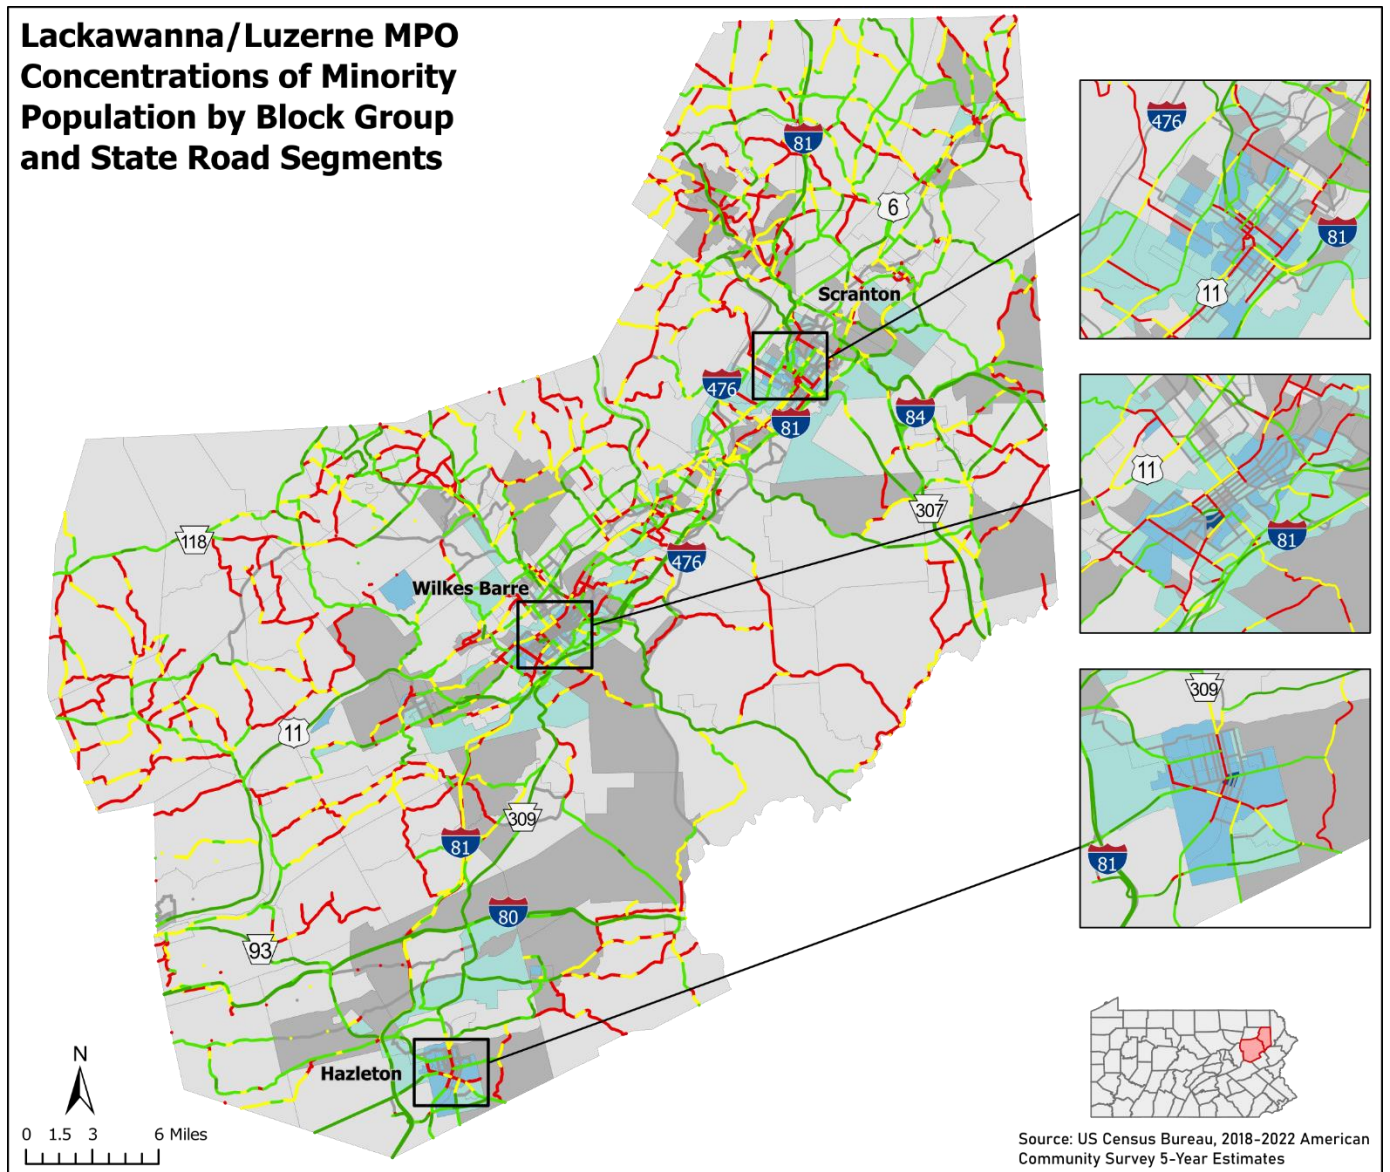 Lackawanna/Luzerne MPO
Concentrations of Minority
Population by Block Group
and State Road Segments
81
6
Scranton
476
84
81
307
118
476
Wilkes Barre
11
309
81
80
93
Hazleton
N
0 1.5 3 6 Miles
476
81
11
11
81
309
81
Source: US Census Bureau, 2018-2022 American
Community Survey 5-Year Estimates